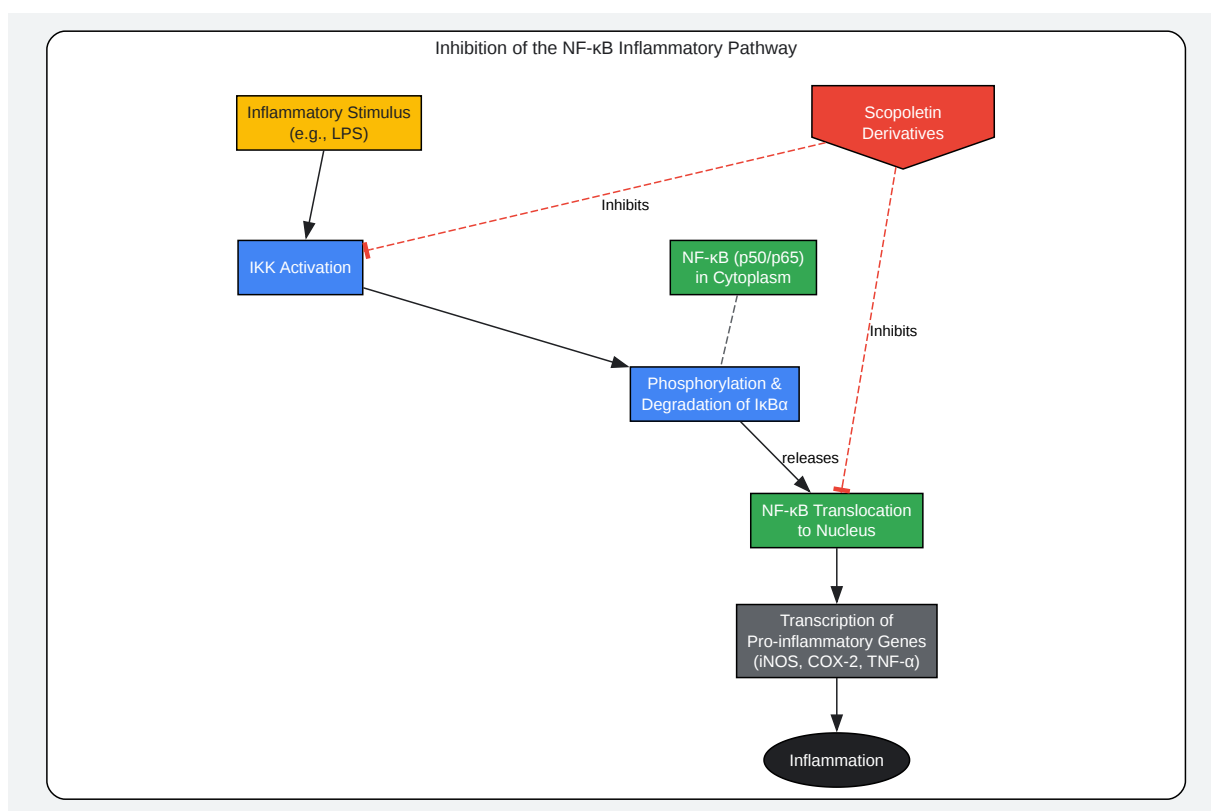 Inhibition of the NF-κB Inflammatory Pathway
Inflammatory Stimulus
(e.g., LPS)
Scopoletin
Derivatives
Inhibits
IKK Activation
NF-κB (p50/p65)
in Cytoplasm
Inhibits
Phosphorylation &
Degradation of IκBα
releases
NF-κB Translocation
to Nucleus
Transcription of
Pro-inflammatory Genes
(iNOS, COX-2, TNF-α)
Inflammation